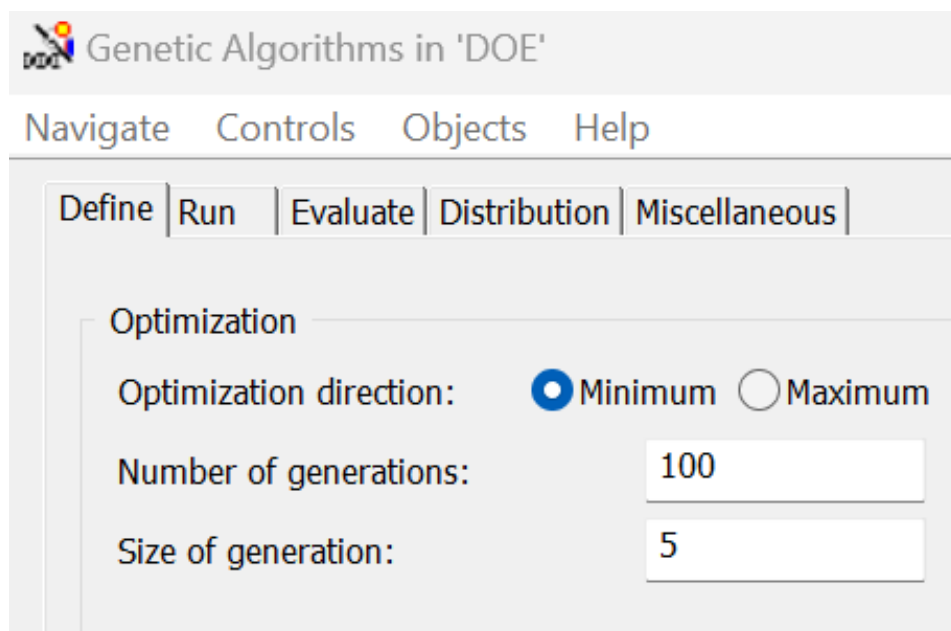 Genetic Algorithms in 'DOE'
Navigate Controls Objects Help
Define Run Evaluate Distribution Miscellaneous
Optimization
Optimization direction: Minimum Maximum
Number of generations: 100
Size of generation: 5